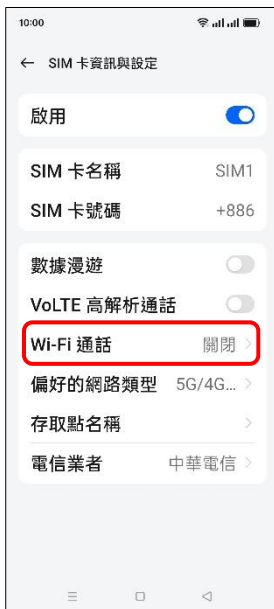 10:00
← SIM 卡資訊與設定
啟用
SIM 卡名稱 SIM1
SIM 卡號碼 +886
數據漫遊
VoLTE 高解析通話
Wi-Fi 通話 關閉 >
偏好的網路類型 5G/4G... >
存取點名稱 >
電信業者 中華電信 >